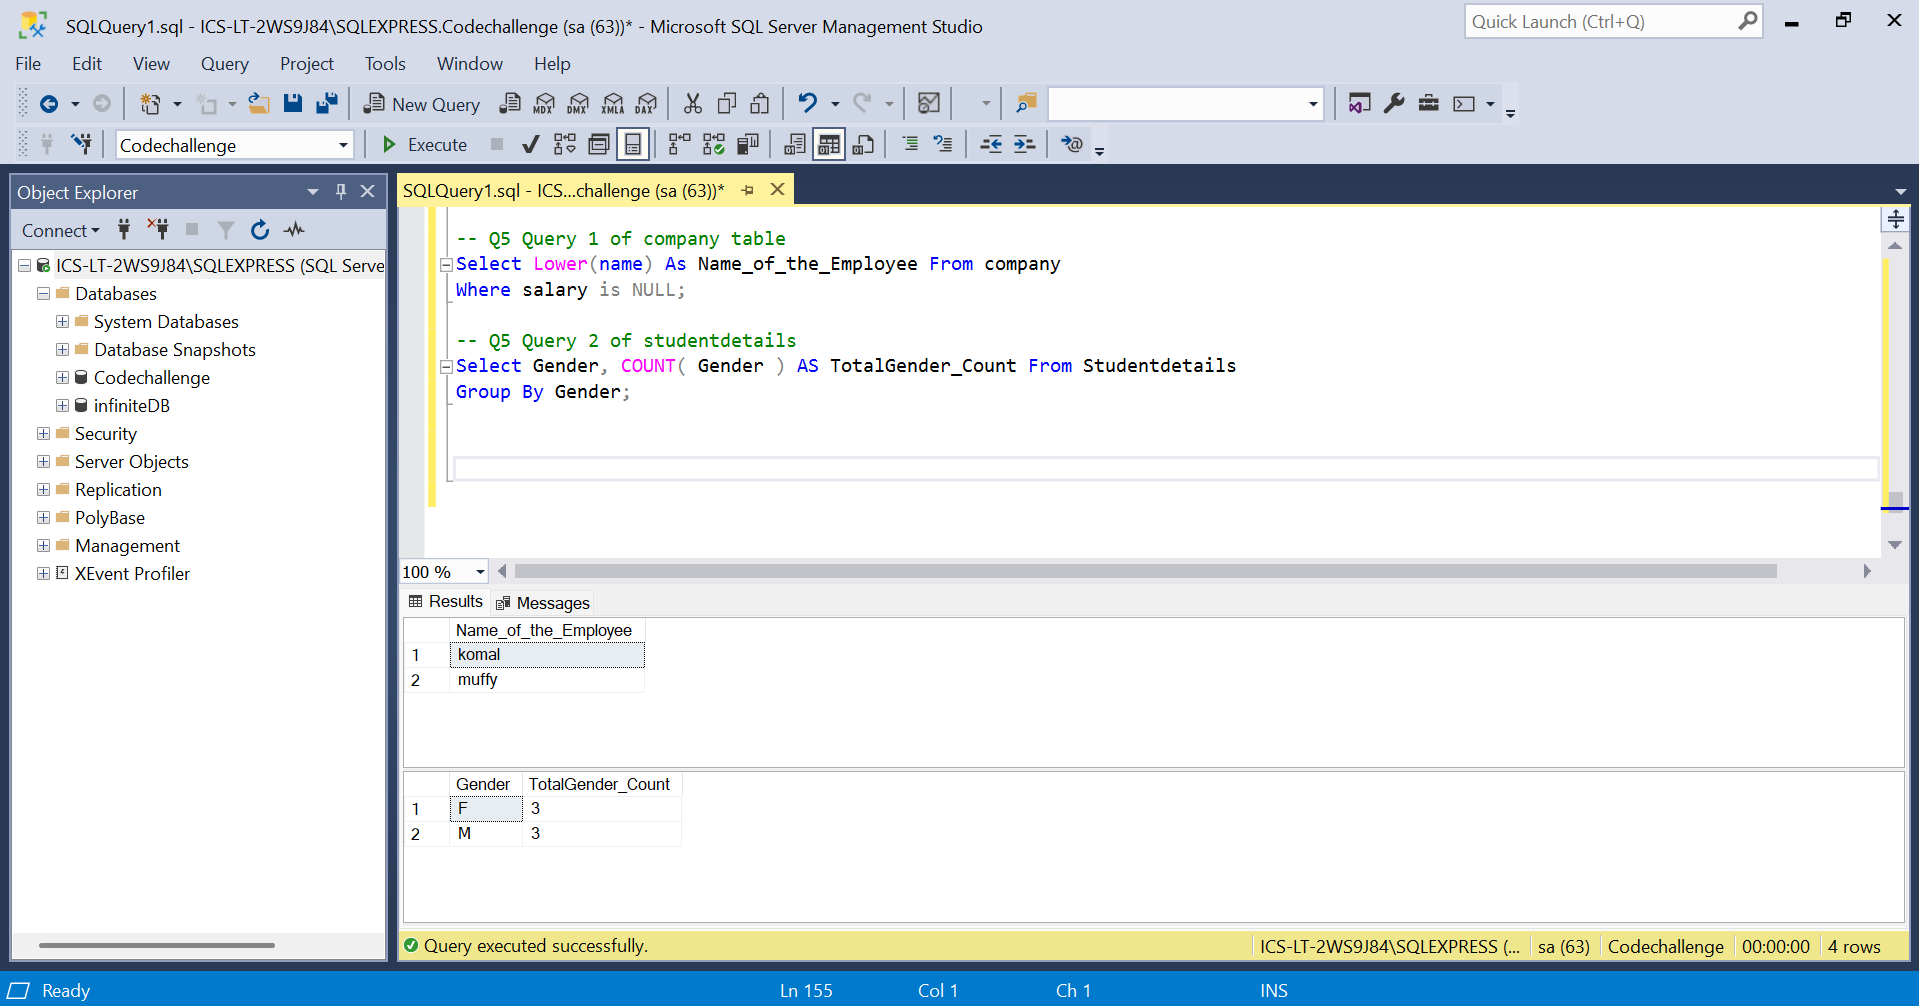 SQLQuery1.sql - ICS-LT-2WS9J84\SQLEXPRESS.Codechallenge (sa (63))* - Microsoft SQL Server Management Studio
Quick Launch (Ctrl+Q)
File Edit View Query Project Tools Window Help
New Query MDX DMX XMLA DAX
Codechallenge Execute
Object Explorer
Connect
ICS-LT-2WS9J84\SQLEXPRESS (SQL Serve
Databases
System Databases
Database Snapshots
Codechallenge
infiniteDB
Security
Server Objects
Replication
PolyBase
Management
XEvent Profiler
SQLQuery1.sql - ICS...challenge (sa (63))*
-- Q5 Query 1 of company table
Select Lower(name) As Name_of_the_Employee From company
Where salary is NULL;
-- Q5 Query 2 of studentdetails
Select Gender, COUNT( Gender ) AS TotalGender_Count From Studentdetails
Group By Gender;
100 %
Results Messages
Name_of_the_Employee
1 komal
2 muffy
Gender TotalGender_Count
1 F 3
2 M 3
Query executed successfully. ICS-LT-2WS9J84\SQLEXPRESS (... sa (63) Codechallenge 00:00:00 4 rows
Ready Ln 155 Col 1 Ch 1 INS